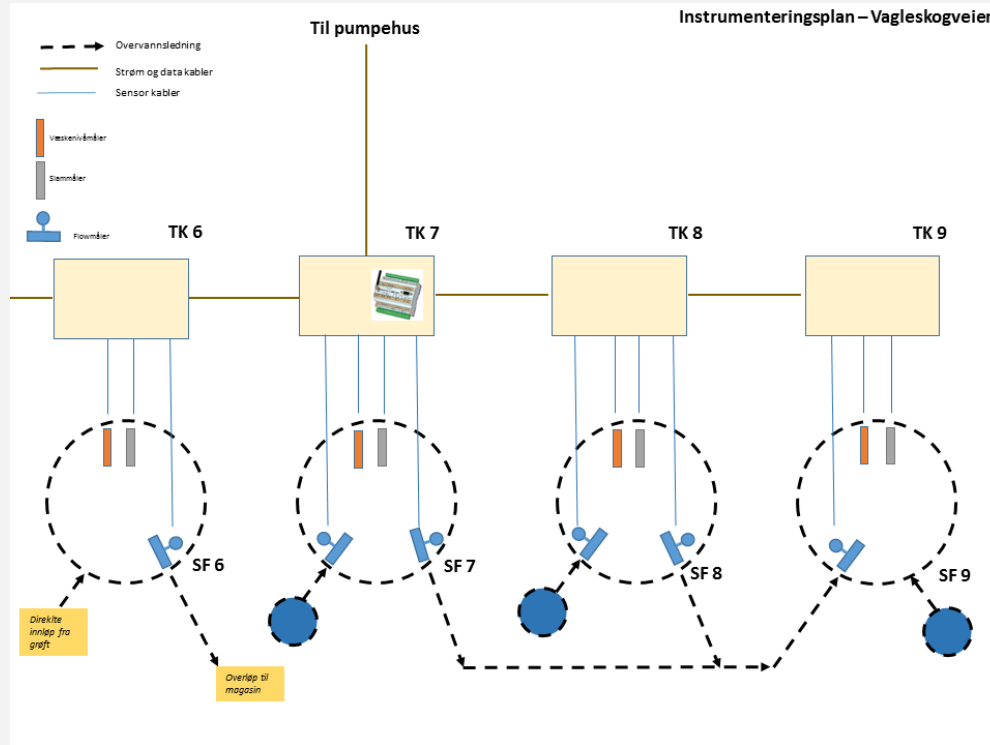 Instrumenteringsplan – Vagleskogveien
Til pumpehus
Overvannsledning
Strøm og data kabler
Sensor kabler
Væskenivåmåler
Slammåler
Flowmåler
TK 6
TK 7
TK 8
TK 9
SF 6
SF 7
SF 8
SF 9
Direkte
innløp fra
grøft
Overløp til
magasin